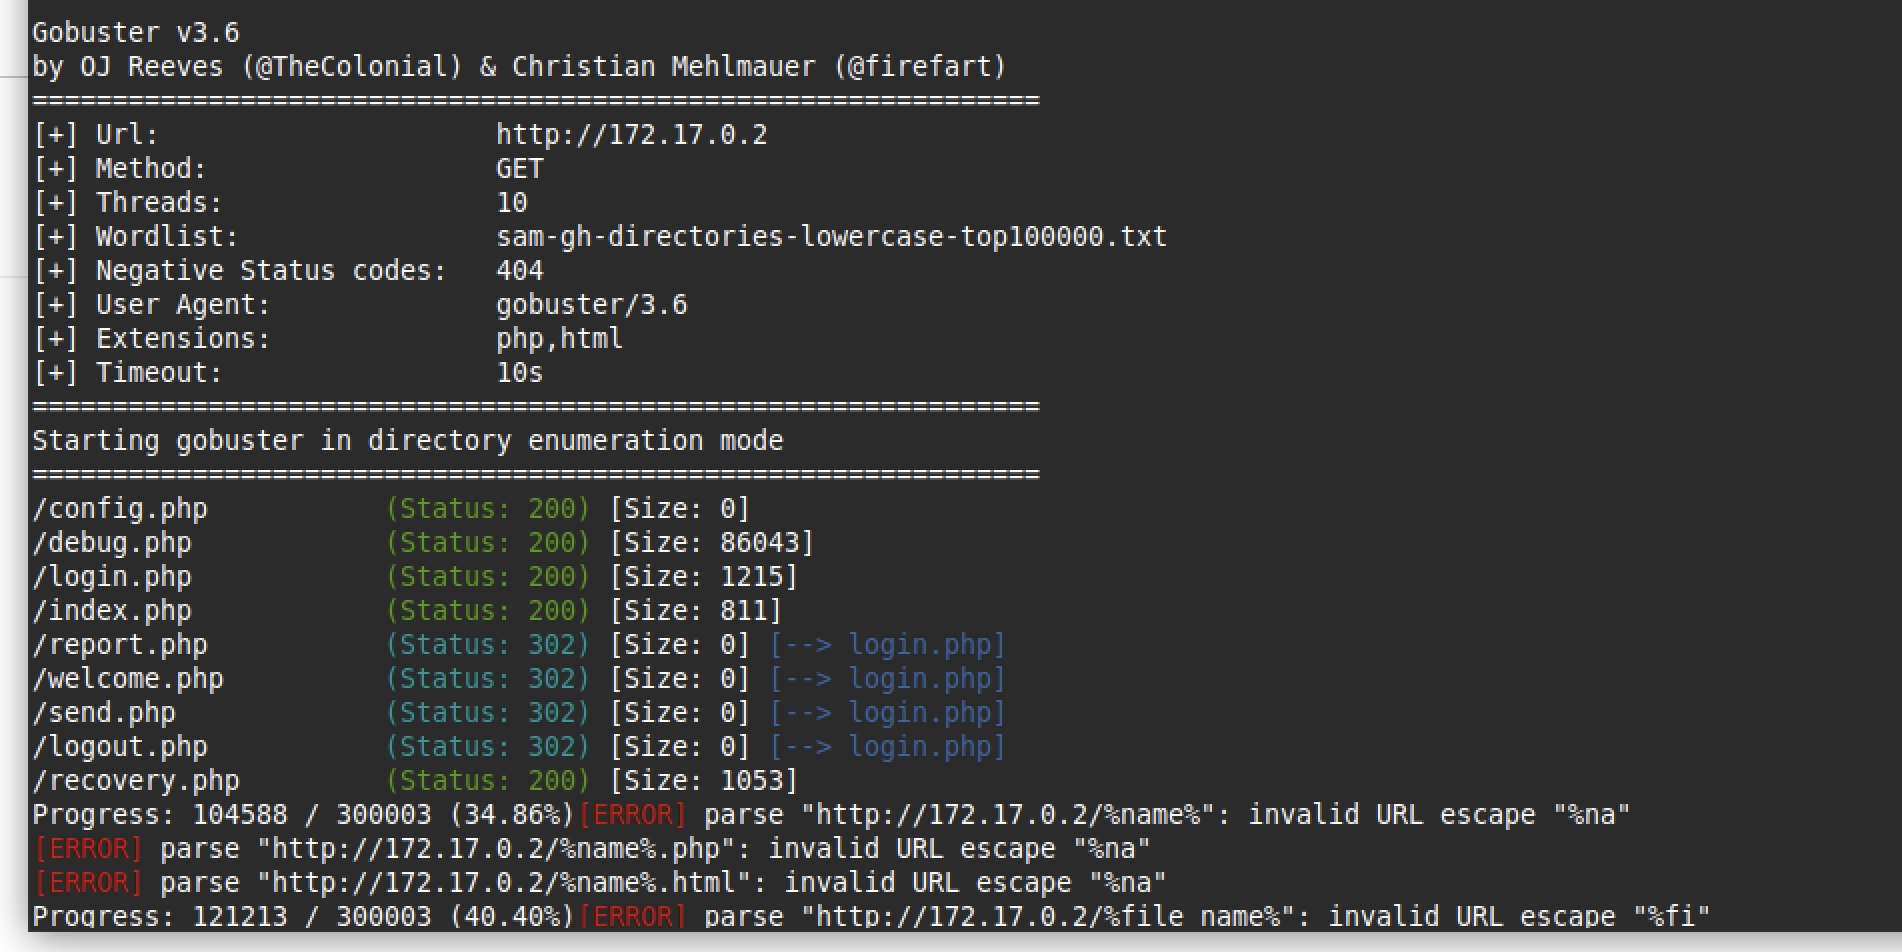 Gobuster v3.6
by OJ Reeves (@TheColonial) & Christian Mehlmauer (@firefart)
===============================================================
[+] Url:                     http://172.17.0.2
[+] Method:                  GET
[+] Threads:                 10
[+] Wordlist:                sam-gh-directories-lowercase-top100000.txt
[+] Negative Status codes:   404
[+] User Agent:              gobuster/3.6
[+] Extensions:              php,html
[+] Timeout:                 10s
===============================================================
Starting gobuster in directory enumeration mode
===============================================================
/config.php           (Status: 200) [Size: 0]
/debug.php            (Status: 200) [Size: 86043]
/login.php            (Status: 200) [Size: 1215]
/index.php            (Status: 200) [Size: 811]
/report.php           (Status: 302) [Size: 0] [--> login.php]
/welcome.php          (Status: 302) [Size: 0] [--> login.php]
/send.php             (Status: 302) [Size: 0] [--> login.php]
/logout.php           (Status: 302) [Size: 0] [--> login.php]
/recovery.php         (Status: 200) [Size: 1053]
Progress: 104588 / 300003 (34.86%)[ERROR] parse "http://172.17.0.2/%name%": invalid URL escape "%na"
[ERROR] parse "http://172.17.0.2/%name%.php": invalid URL escape "%na"
[ERROR] parse "http://172.17.0.2/%name%.html": invalid URL escape "%na"
Progress: 121213 / 300003 (40.40%)[ERROR] parse "http://172.17.0.2/%file name%": invalid URL escape "%fi"